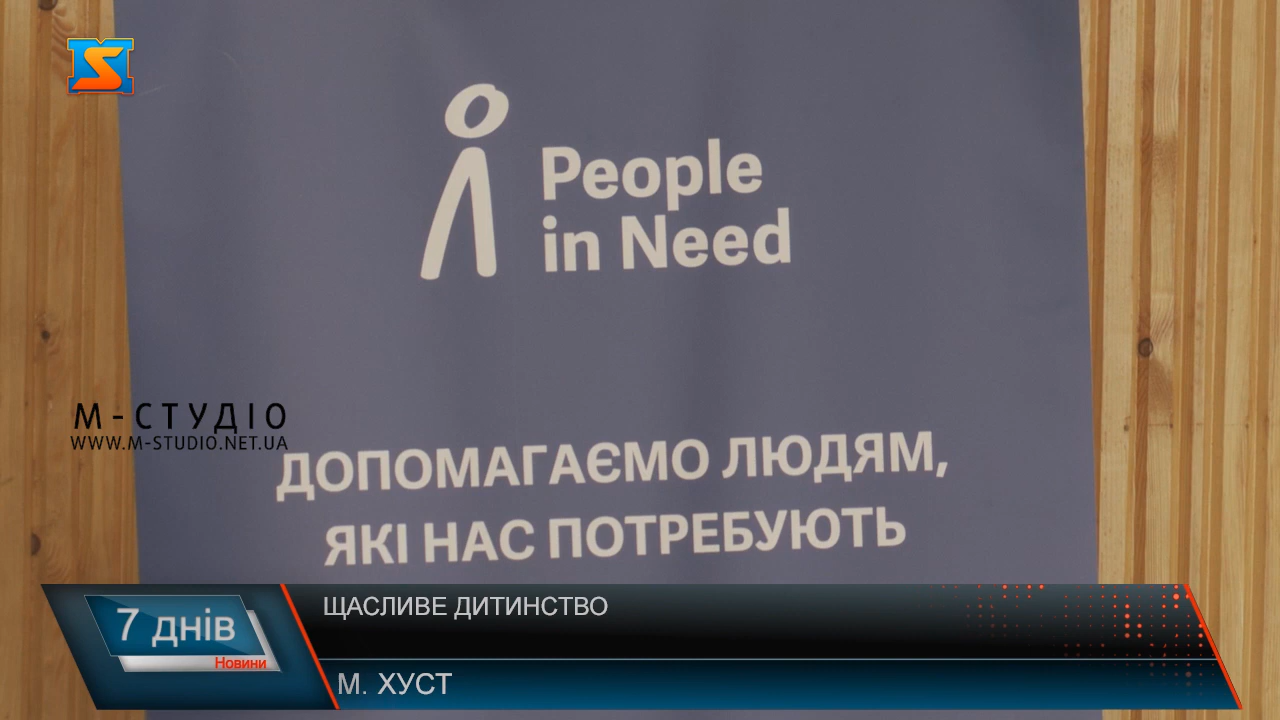 People
in Need
М-СТУДІО
WWW.M-STUDIO.NET.UA
ДОПОМАГАЄМО ЛЮДЯМ,
ЯКІ НАС ПОТРЕБУЮТЬ
7 днів
Новини
ЩАСЛИВЕ ДИТИНСТВО
М. ХУСТ